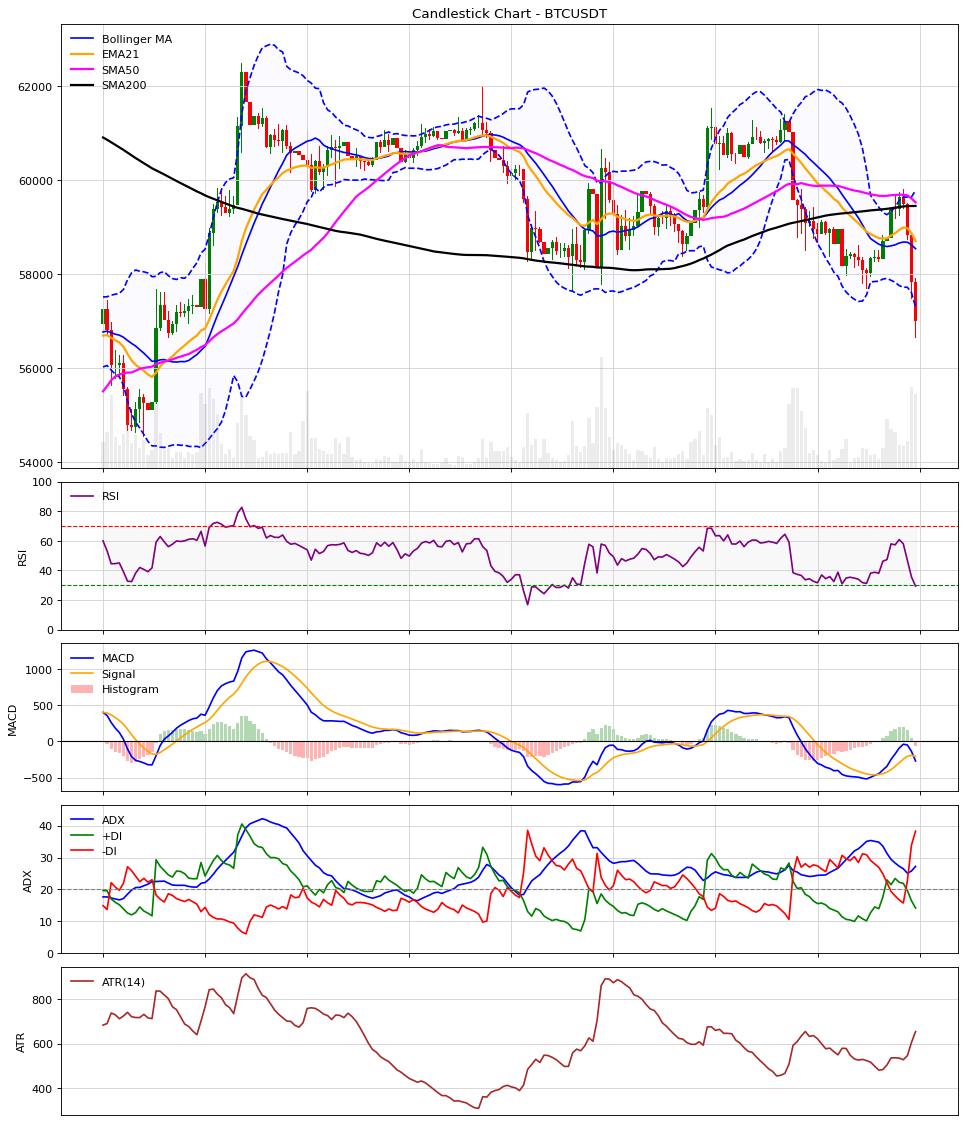 Candlestick Chart - BTCUSDT
Bollinger MA
EMA21
SMA50
SMA200
62000
60000
58000
56000
54000
RSI
100
80
60
40
20
0
RSI
MACD
Signal
Histogram
1000
500
0
−500
MACD
ADX
+DI
-DI
40
30
20
10
0
ADX
ATR(14)
800
600
400
ATR